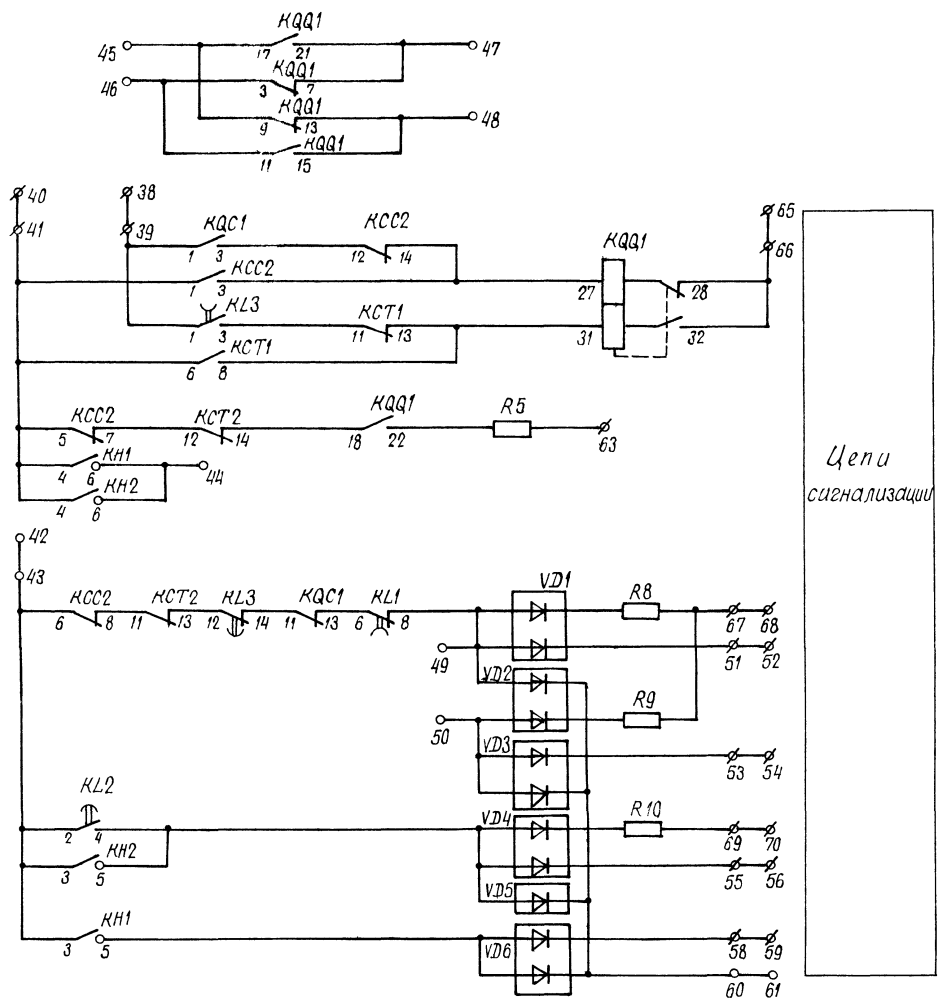 KQQ1
45 17 21 47
KQQ1
46 3 7
KQQ1
9 13 48
KQQ1
11 15
40 38 65
41 39 KQC1 KCC2 KQQ1 66
1 3 12 14
KCC2
1 3 27 28
KL3 KCT1
1 3 11 13 31 32
KCT1
6 8
KCC2 KCT2 KQQ1 R5
5 7 12 14 18 22 63
KH1
4 6 44
KH2
4 6
Цепи
сигнализации
42
43
VD1
KCC2 KCT2 KL3 KQC1 KL1 R8
6 8 11 13 12 14 11 13 6 8 67 68
49 51 52
VD2
R9
50
VD3
53 54
KL2
VD4 R10
2 4 69 70
KH2
3 5 55 56
VD5
KH1
3 5 VD6 58 59
60 61